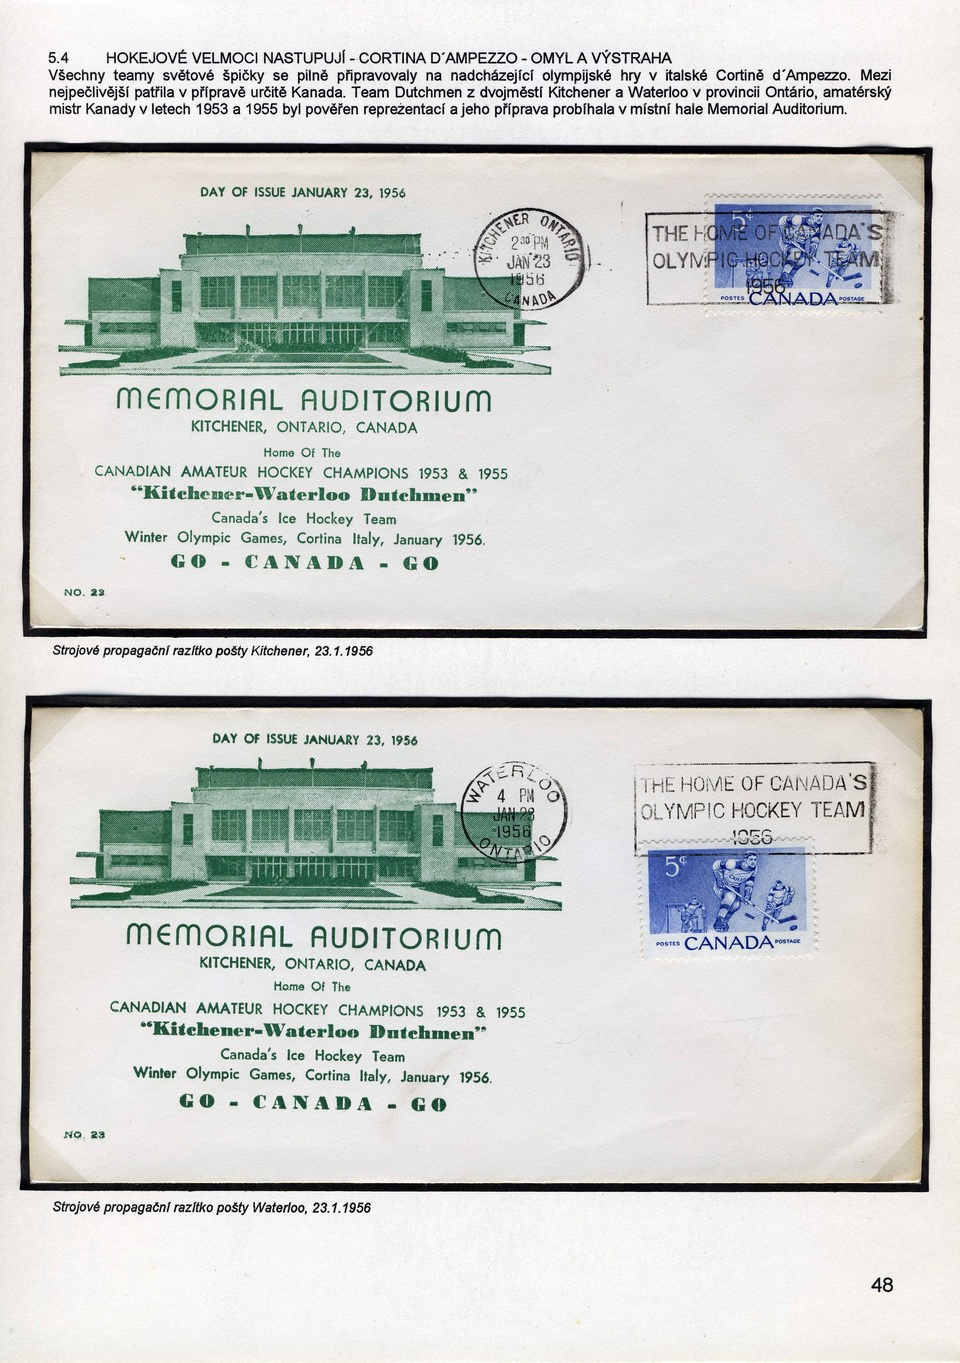 5.4 HOKEJOVÉ VELMOCI NASTUPUJÍ - CORTINA D´AMPEZZO - OMYL A VÝSTRAHA
Všechny teamy světové špičky se pilně připravovaly na nadcházející olympijské hry v italské Cortině d´Ampezzo. Mezi
nejpečlivější patřila v přípravě určitě Kanada. Team Dutchmen z dvojměstí Kitchener a Waterloo v provincii Ontário, amatérský
mistr Kanady v letech 1953 a 1955 byl pověřen reprezentací a jeho příprava probíhala v místní hale Memorial Auditorium.
DAY OF ISSUE JANUARY 23, 1956
KITCHENER ONTARIO
2 30 PM
JAN 23
1956
CANADA
THE HOME OF CANADA'S
OLYMPIC HOCKEY TEAM
1956
5¢
POSTES CANADA POSTAGE
MEMORIAL AUDITORIUM
KITCHENER, ONTARIO, CANADA
Home Of The
CANADIAN AMATEUR HOCKEY CHAMPIONS 1953 & 1955
"Kitchener-Waterloo Dutchmen"
Canada's Ice Hockey Team
Winter Olympic Games, Cortina Italy, January 1956.
GO - CANADA - GO
NO. 23
Strojové propagační razítko pošty Kitchener, 23.1.1956
DAY OF ISSUE JANUARY 23, 1956
WATERLOO
4 PM
JAN 23
1956
ONTARIO
THE HOME OF CANADA'S
OLYMPIC HOCKEY TEAM
1956
5¢
POSTES CANADA POSTAGE
MEMORIAL AUDITORIUM
KITCHENER, ONTARIO, CANADA
Home Of The
CANADIAN AMATEUR HOCKEY CHAMPIONS 1953 & 1955
"Kitchener-Waterloo Dutchmen"
Canada's Ice Hockey Team
Winter Olympic Games, Cortina Italy, January 1956.
GO - CANADA - GO
NO. 23
Strojové propagační razítko pošty Waterloo, 23.1.1956
48